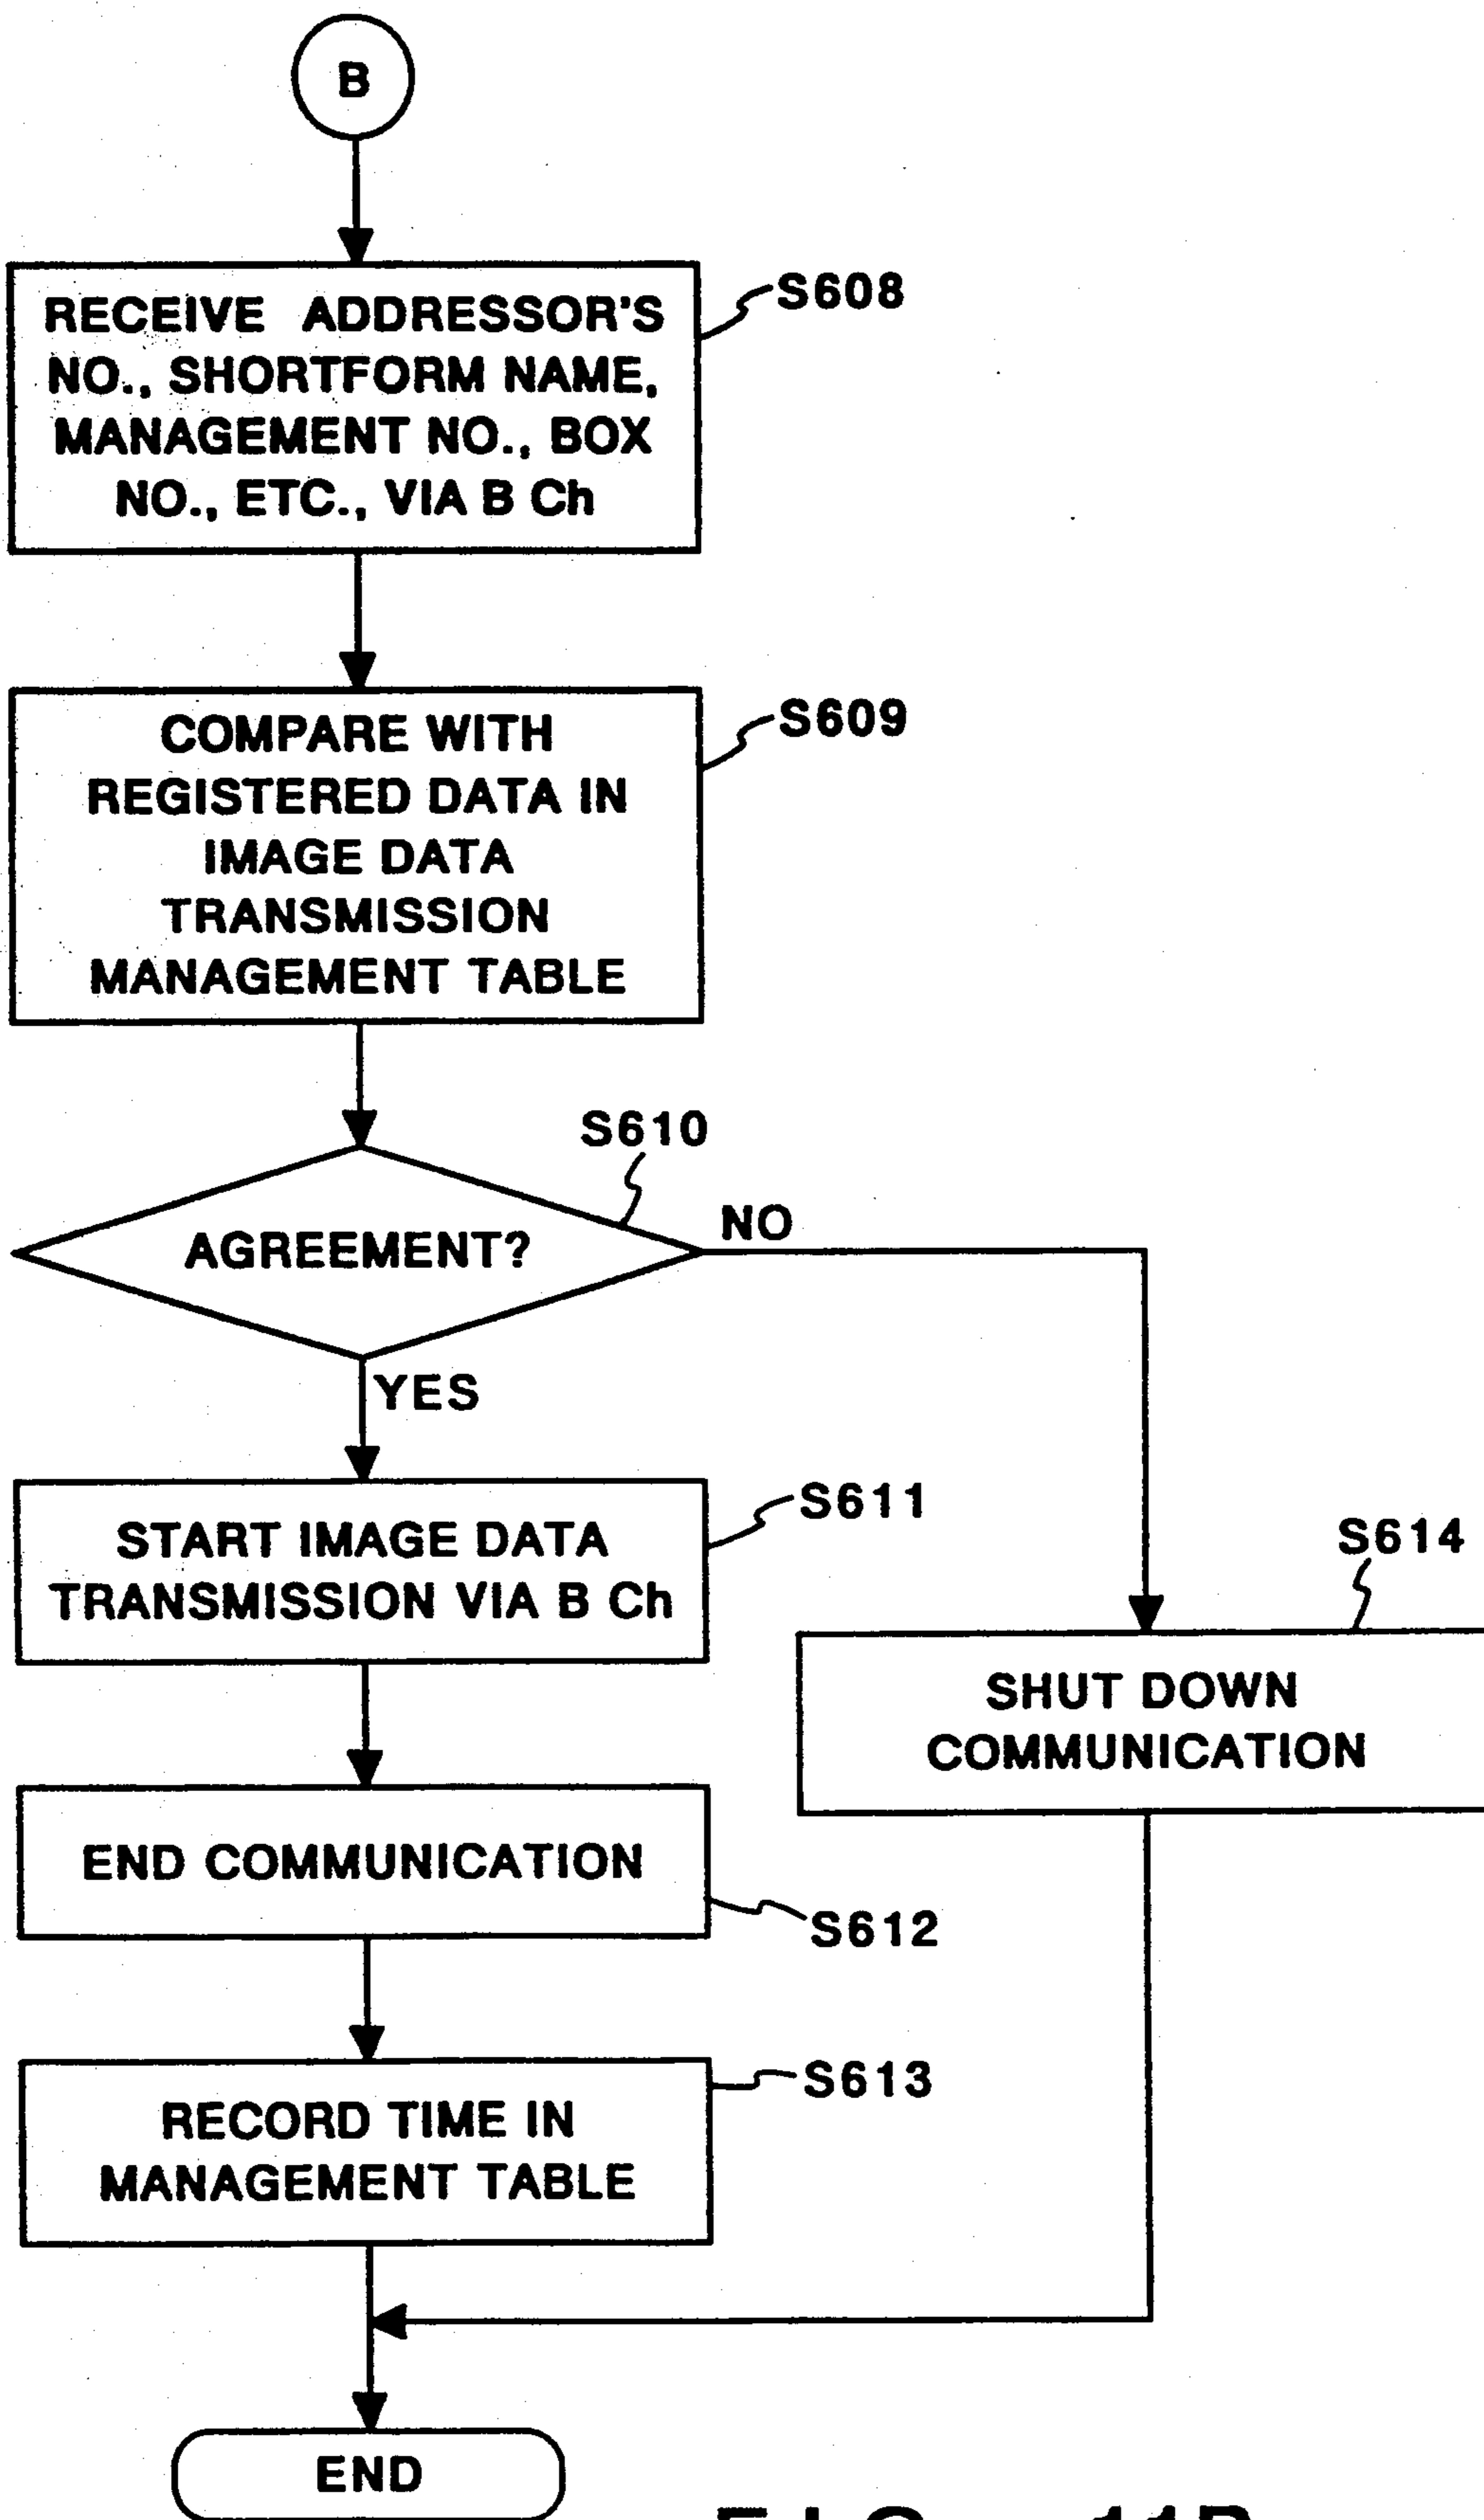 B
RECEIVE ADDRESSOR'S
NO., SHORTFORM NAME,
MANAGEMENT NO., BOX
NO., ETC., VIA B Ch
S608
COMPARE WITH
REGISTERED DATA IN
IMAGE DATA
TRANSMISSION
MANAGEMENT TABLE
S609
S610
AGREEMENT?
NO
YES
START IMAGE DATA
TRANSMISSION VIA B Ch
S611
S614
SHUT DOWN
COMMUNICATION
END COMMUNICATION
S612
RECORD TIME IN
MANAGEMENT TABLE
S613
END